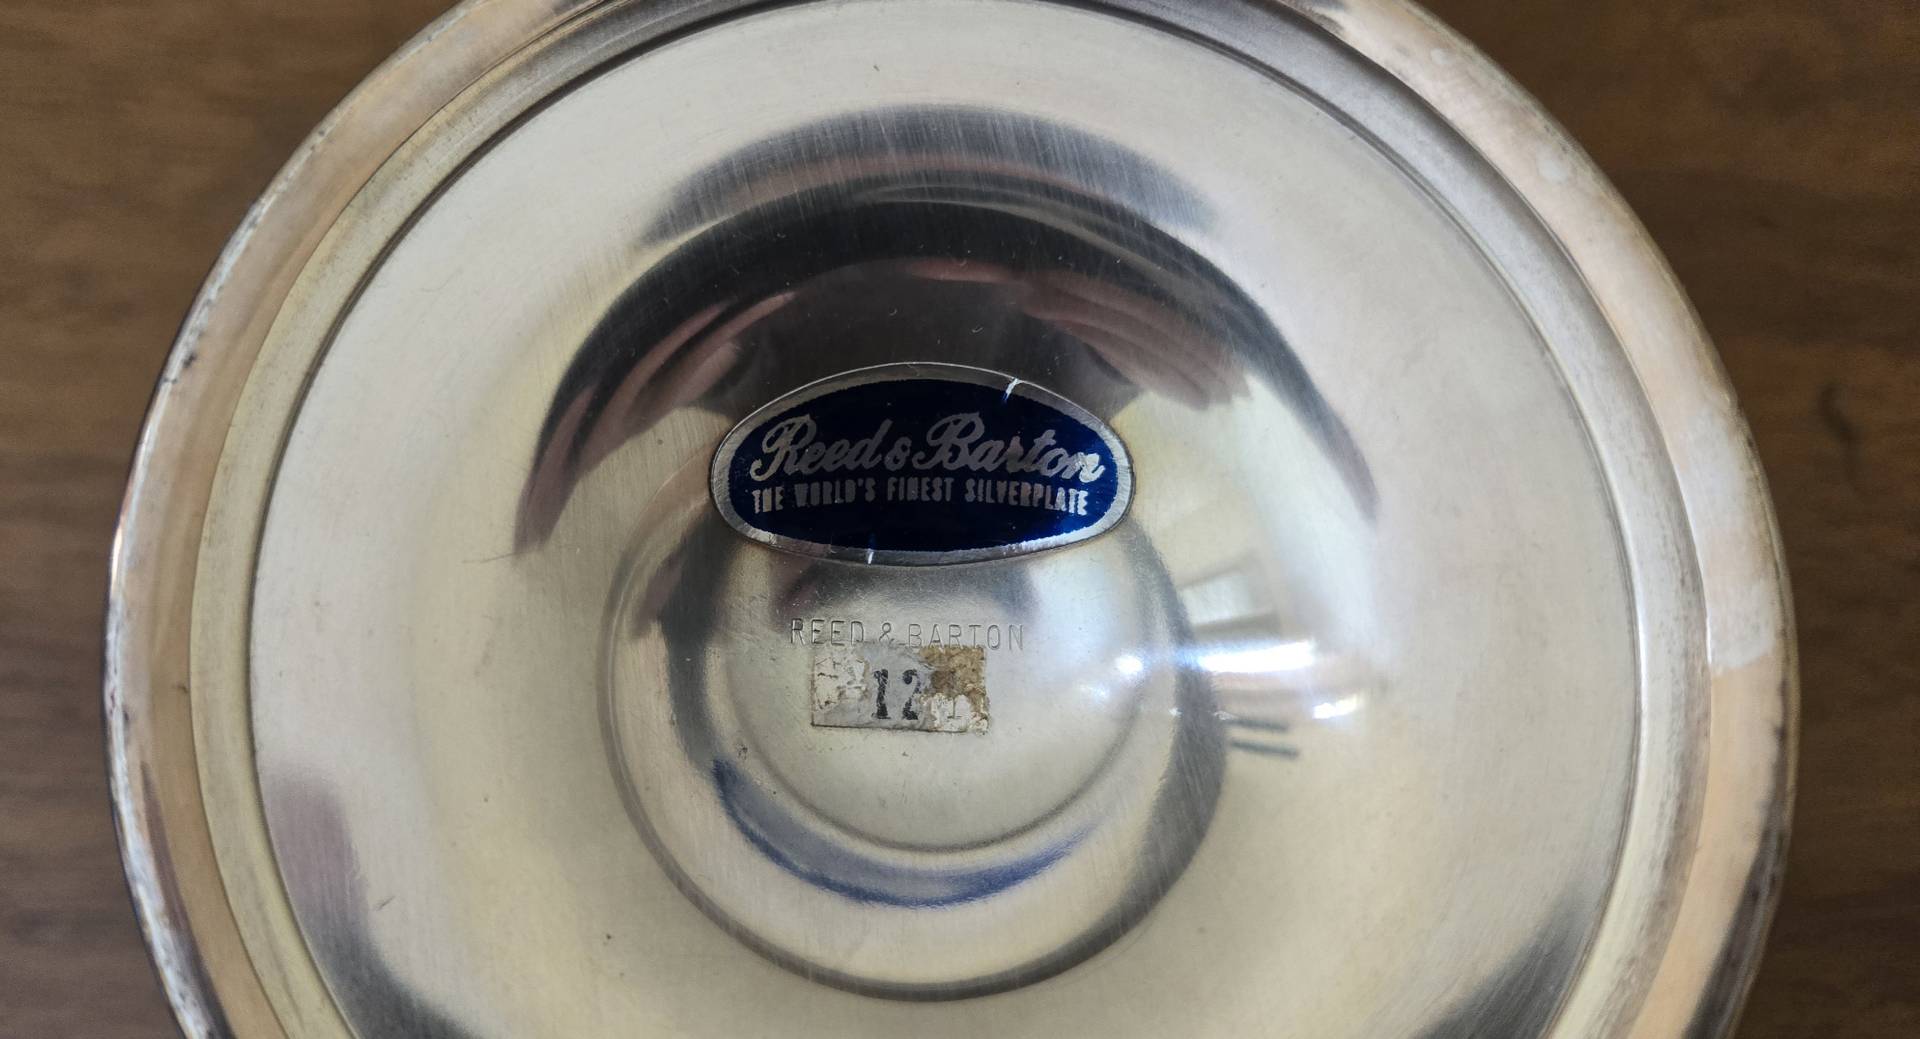 Reed & Barton
THE WORLD'S FINEST SILVERPLATE
REED & BARTON
12